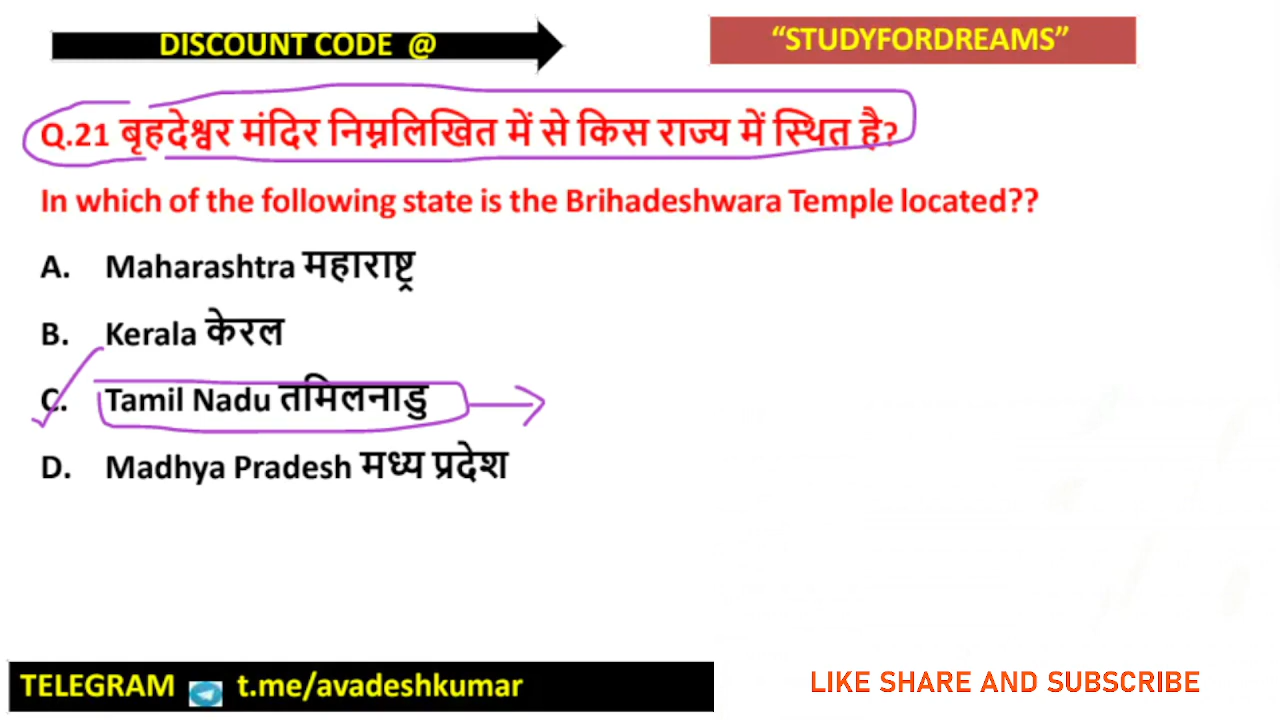 DISCOUNT CODE @
“STUDYFORDREAMS”
Q.21 बृहदेश्वर मंदिर निम्नलिखित में से किस राज्य में स्थित है?
In which of the following state is the Brihadeshwara Temple located??
A. Maharashtra महाराष्ट्र
B. Kerala केरल
C. Tamil Nadu तमिलनाडु
D. Madhya Pradesh मध्य प्रदेश
TELEGRAM t.me/avadeshkumar
LIKE SHARE AND SUBSCRIBE